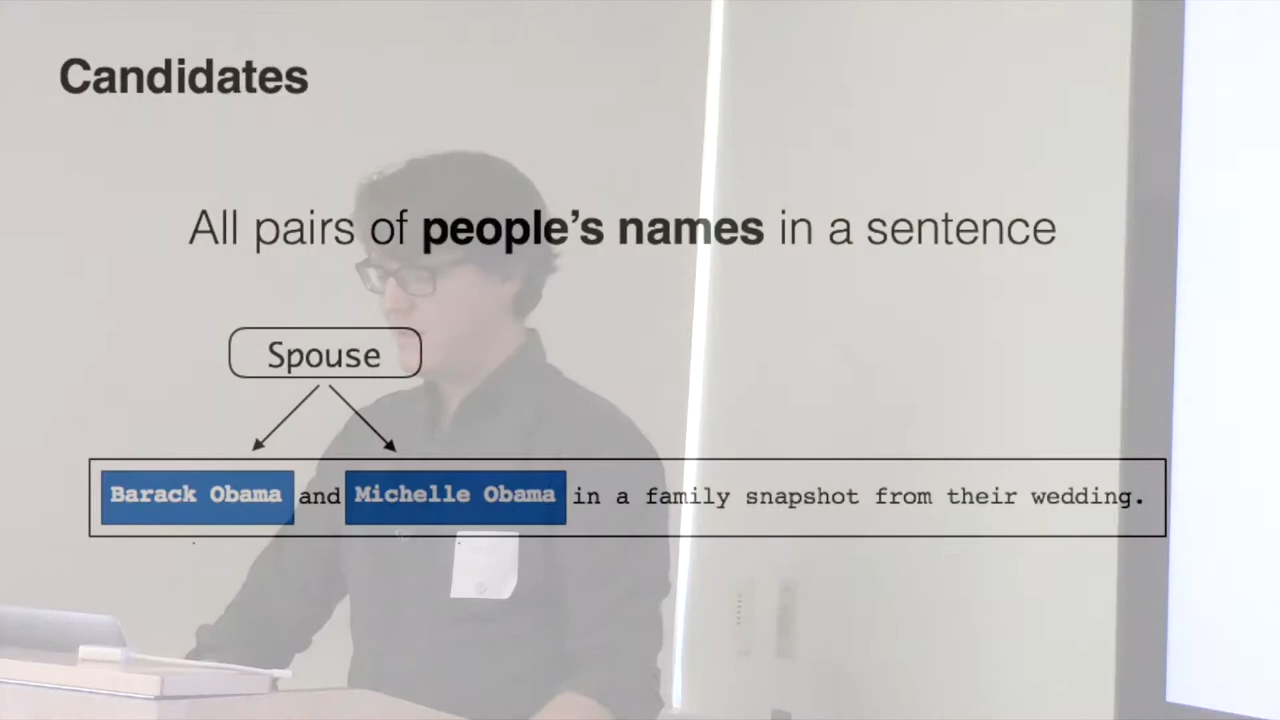 Candidates
All pairs of people's names in a sentence
Spouse
Barack Obama and Michelle Obama in a family snapshot from their wedding.